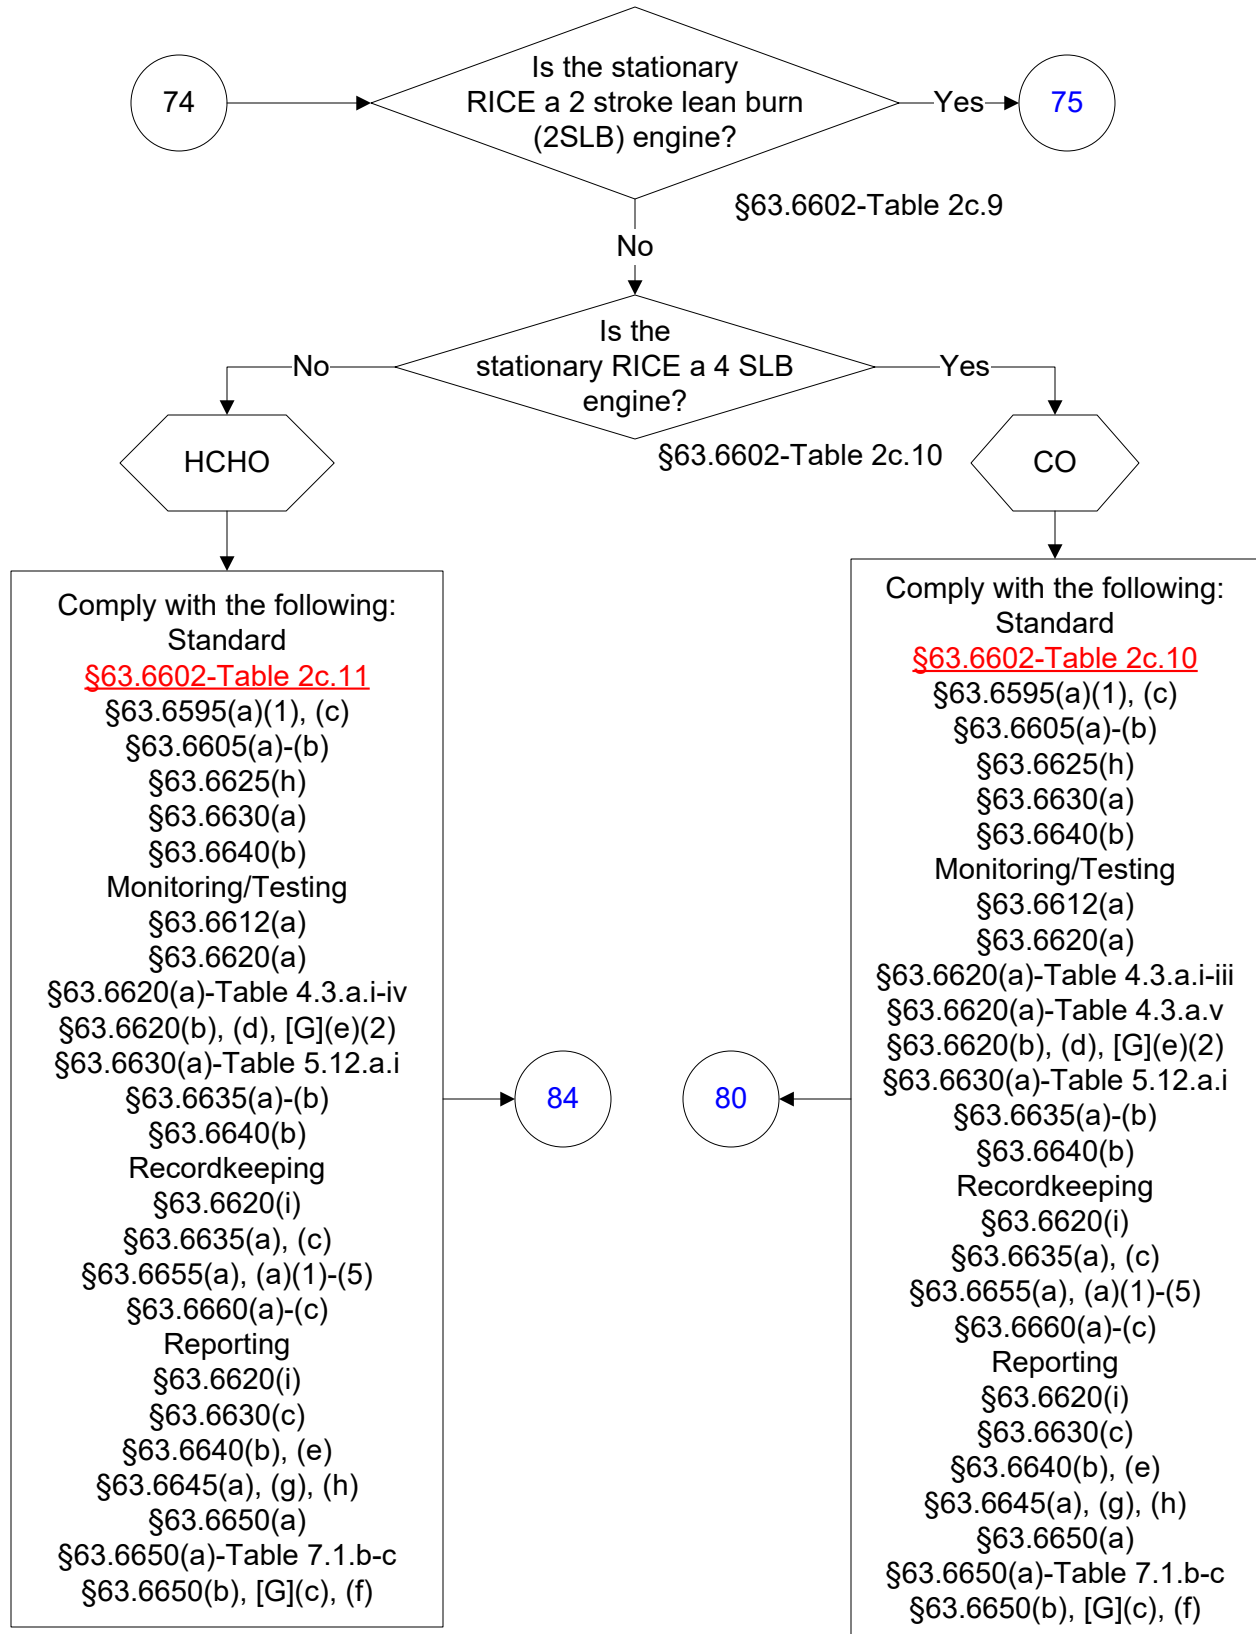 74
Is the stationary
RICE a 2 stroke lean burn
(2SLB) engine?
Yes
75
§63.6602-Table 2c.9
No
Is the
stationary RICE a 4 SLB
engine?
No
Yes
§63.6602-Table 2c.10
HCHO
CO
Comply with the following:
Standard
§63.6602-Table 2c.11
§63.6595(a)(1), (c)
§63.6605(a)-(b)
§63.6625(h)
§63.6630(a)
§63.6640(b)
Monitoring/Testing
§63.6612(a)
§63.6620(a)
§63.6620(a)-Table 4.3.a.i-iv
§63.6620(b), (d), [G](e)(2)
§63.6630(a)-Table 5.12.a.i
§63.6635(a)-(b)
§63.6640(b)
Recordkeeping
§63.6620(i)
§63.6635(a), (c)
§63.6655(a), (a)(1)-(5)
§63.6660(a)-(c)
Reporting
§63.6620(i)
§63.6630(c)
§63.6640(b), (e)
§63.6645(a), (g), (h)
§63.6650(a)
§63.6650(a)-Table 7.1.b-c
§63.6650(b), [G](c), (f)
84
80
Comply with the following:
Standard
§63.6602-Table 2c.10
§63.6595(a)(1), (c)
§63.6605(a)-(b)
§63.6625(h)
§63.6630(a)
§63.6640(b)
Monitoring/Testing
§63.6612(a)
§63.6620(a)
§63.6620(a)-Table 4.3.a.i-iii
§63.6620(a)-Table 4.3.a.v
§63.6620(b), (d), [G](e)(2)
§63.6630(a)-Table 5.12.a.i
§63.6635(a)-(b)
§63.6640(b)
Recordkeeping
§63.6620(i)
§63.6635(a), (c)
§63.6655(a), (a)(1)-(5)
§63.6660(a)-(c)
Reporting
§63.6620(i)
§63.6630(c)
§63.6640(b), (e)
§63.6645(a), (g), (h)
§63.6650(a)
§63.6650(a)-Table 7.1.b-c
§63.6650(b), [G](c), (f)